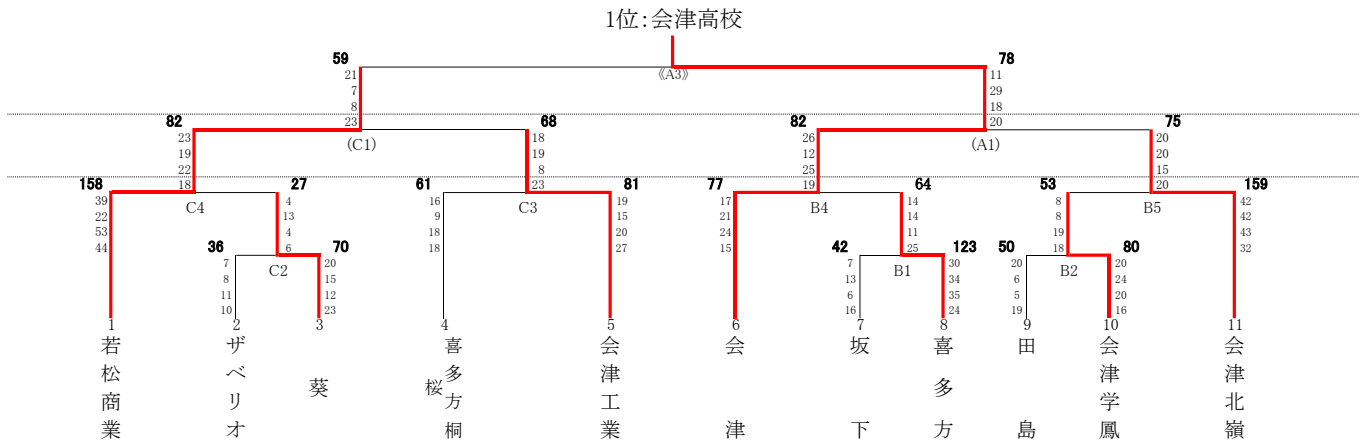 1位：会津高校
59 78
21 《A3》 11
7 29
8 18
23 20
82 68 82 75
23 (C1) 18 26 (A1) 20
19 19 12 20
22 8 25 15
18 23 19 20
158 27 61 81 77 64 53 159
39 C4 4 16 C3 19 17 B4 14 8 B5 42
22 13 9 15 21 14 8 42
53 4 18 20 24 11 19 43
44 6 18 27 15 25 18 32
36 70 42 123 50 80
7 C2 20 7 B1 30 20 B2 20
8 15 13 34 6 24
11 12 6 35 5 20
10 23 16 24 19 16
1 2 3 4 5 6 7 8 9 10 11
若松商業
ザベリオ
葵
喜多方桐
桜
会津工業
会津
坂下
喜多方
田島
会津学鳳
会津北嶺